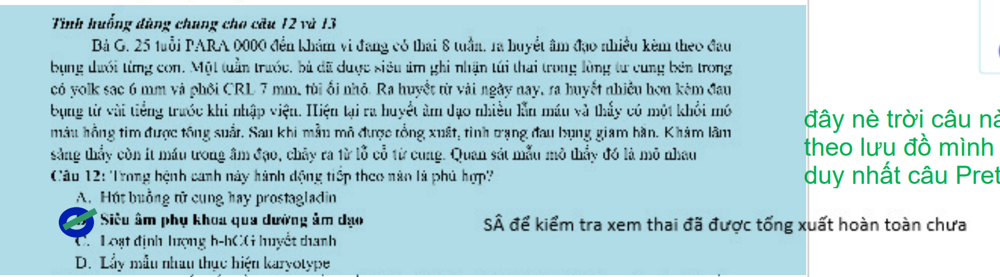 Tình huống dùng chung cho câu 12 và 13
Bà G. 25 tuổi PARA 0000 đến khám vì đang có thai 8 tuần, ra huyết âm đạo nhiều kèm theo đau
bụng dưới từng cơn. Một tuần trước, bà đã được siêu âm ghi nhận túi thai trong lòng tử cung bên trong
có yolk sac 6 mm và phôi CRL 7 mm, túi ối nhỏ. Ra huyết từ vài ngày nay, ra huyết nhiều hơn kèm đau
bụng từ vài tiếng trước khi nhập viện. Hiện tại ra huyết âm đạo nhiều lẫn máu và thấy có một khối mô
màu hồng tím được tống suất. Sau khi mẫu mô được tống xuất, tình trạng đau bụng giảm hẳn. Khám lâm
sàng thấy còn ít máu trong âm đạo, chảy ra từ lỗ cổ tử cung. Quan sát mẫu mô thấy đó là mô nhau
Câu 12: Trong bệnh cảnh này hành động tiếp theo nào là phù hợp?
A. Hút buồng tử cung hay prostagladin
B. Siêu âm phụ khoa qua đường âm đạo
C. Loạt định lượng b-hCG huyết thanh
D. Lấy mẫu nhau thực hiện karyotype
SÂ để kiểm tra xem thai đã được tống xuất hoàn toàn chưa
đây nè trời câu nà
theo lưu đồ mình
duy nhất câu Pret